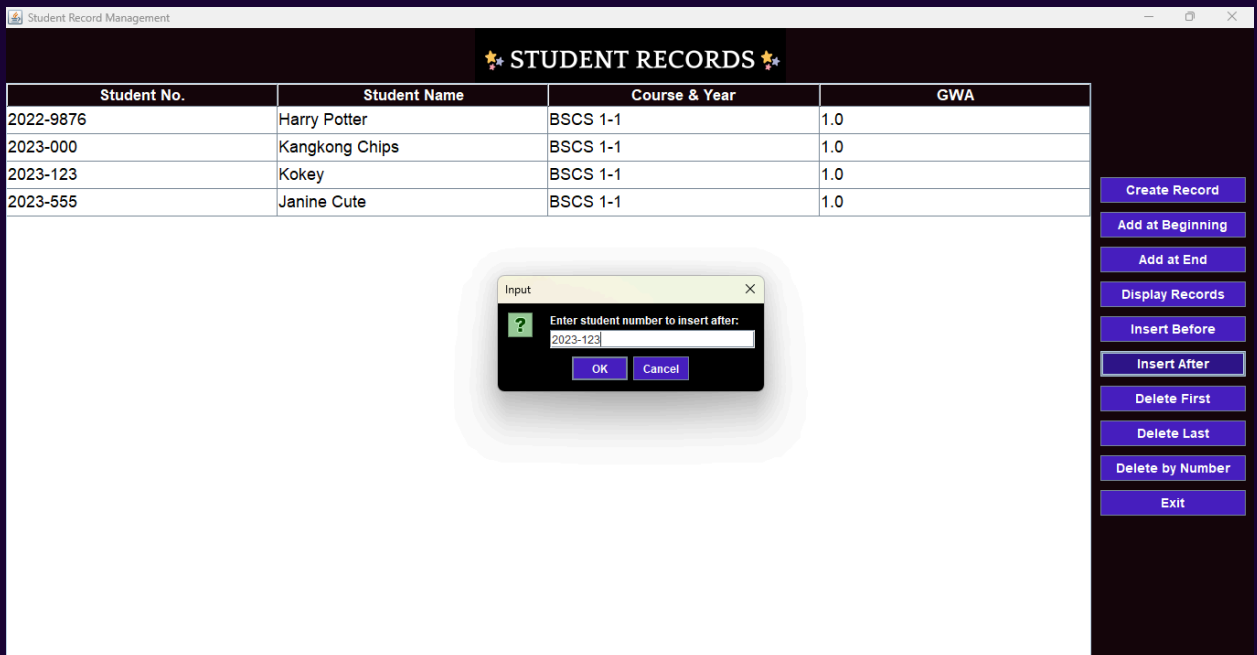 Student Record Management
STUDENT RECORDS
Student No. Student Name Course & Year GWA
2022-9876 Harry Potter BSCS 1-1 1.0
2023-000 Kangkong Chips BSCS 1-1 1.0
2023-123 Kokey BSCS 1-1 1.0
2023-555 Janine Cute BSCS 1-1 1.0
Input
? Enter student number to insert after:
2023-123
OK Cancel
Create Record
Add at Beginning
Add at End
Display Records
Insert Before
Insert After
Delete First
Delete Last
Delete by Number
Exit